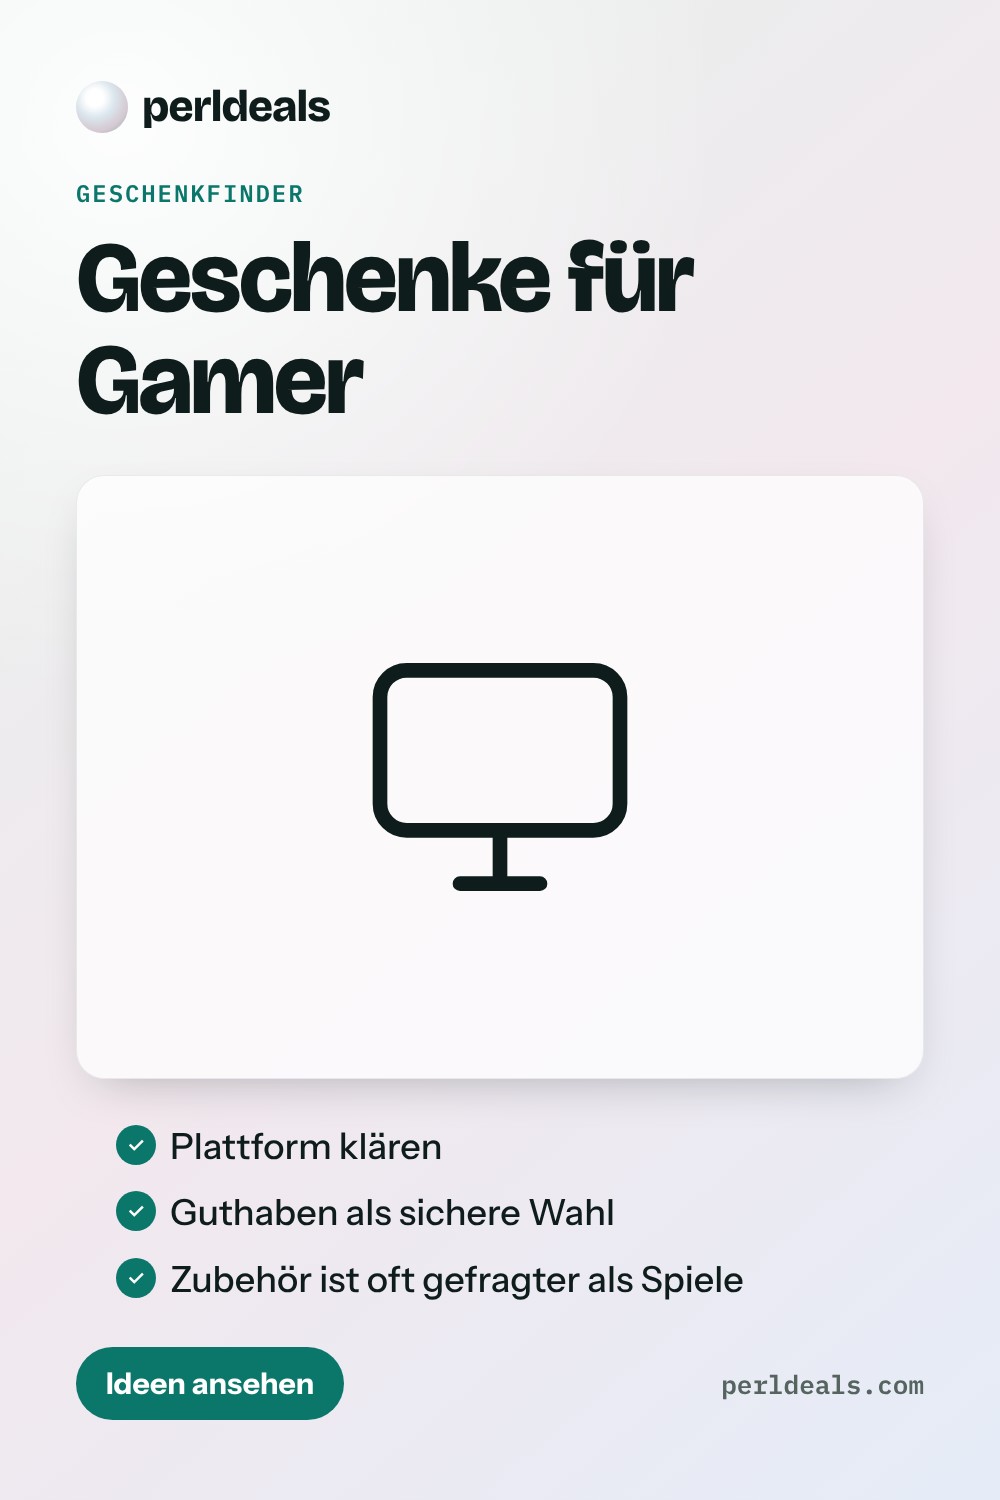 perldeals
GESCHENKFINDER
Geschenke für
Gamer
Plattform klären
Guthaben als sichere Wahl
Zubehör ist oft gefragter als Spiele
Ideen ansehen
perldeals.com